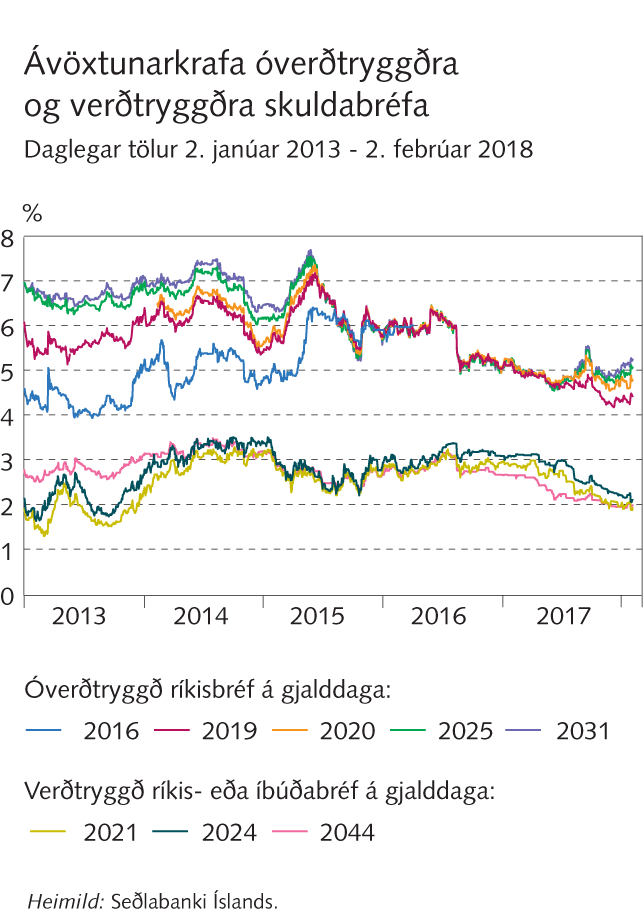 Ávöxtunarkrafa óverðtryggðra
og verðtryggðra skuldabréfa
Daglegar tölur 2. janúar 2013 - 2. febrúar 2018
%
8
7
6
5
4
3
2
1
0
2013 2014 2015 2016 2017
Óverðtryggð ríkisbréf á gjalddaga:
2016 2019 2020 2025 2031
Verðtryggð ríkis- eða íbúðabréf á gjalddaga:
2021 2024 2044
Heimild: Seðlabanki Íslands.